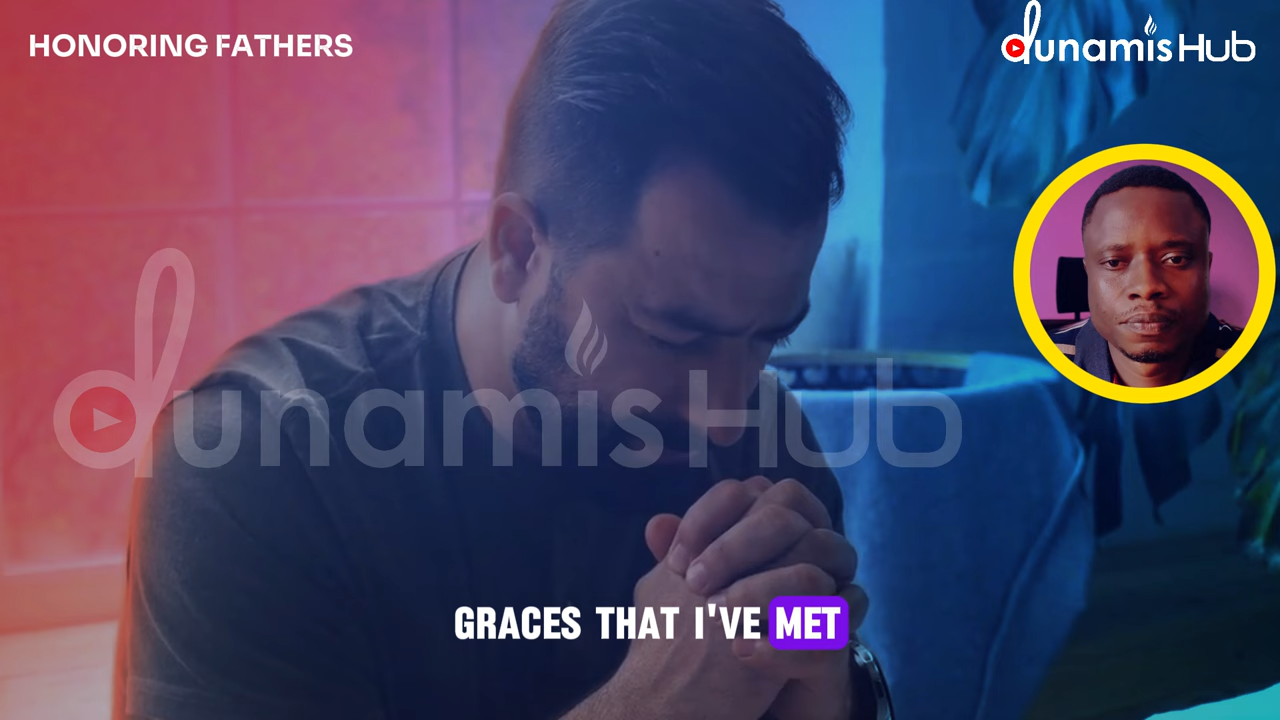 HONORING FATHERS
dunamis Hub
dunamis Hub
GRACES THAT I'VE MET